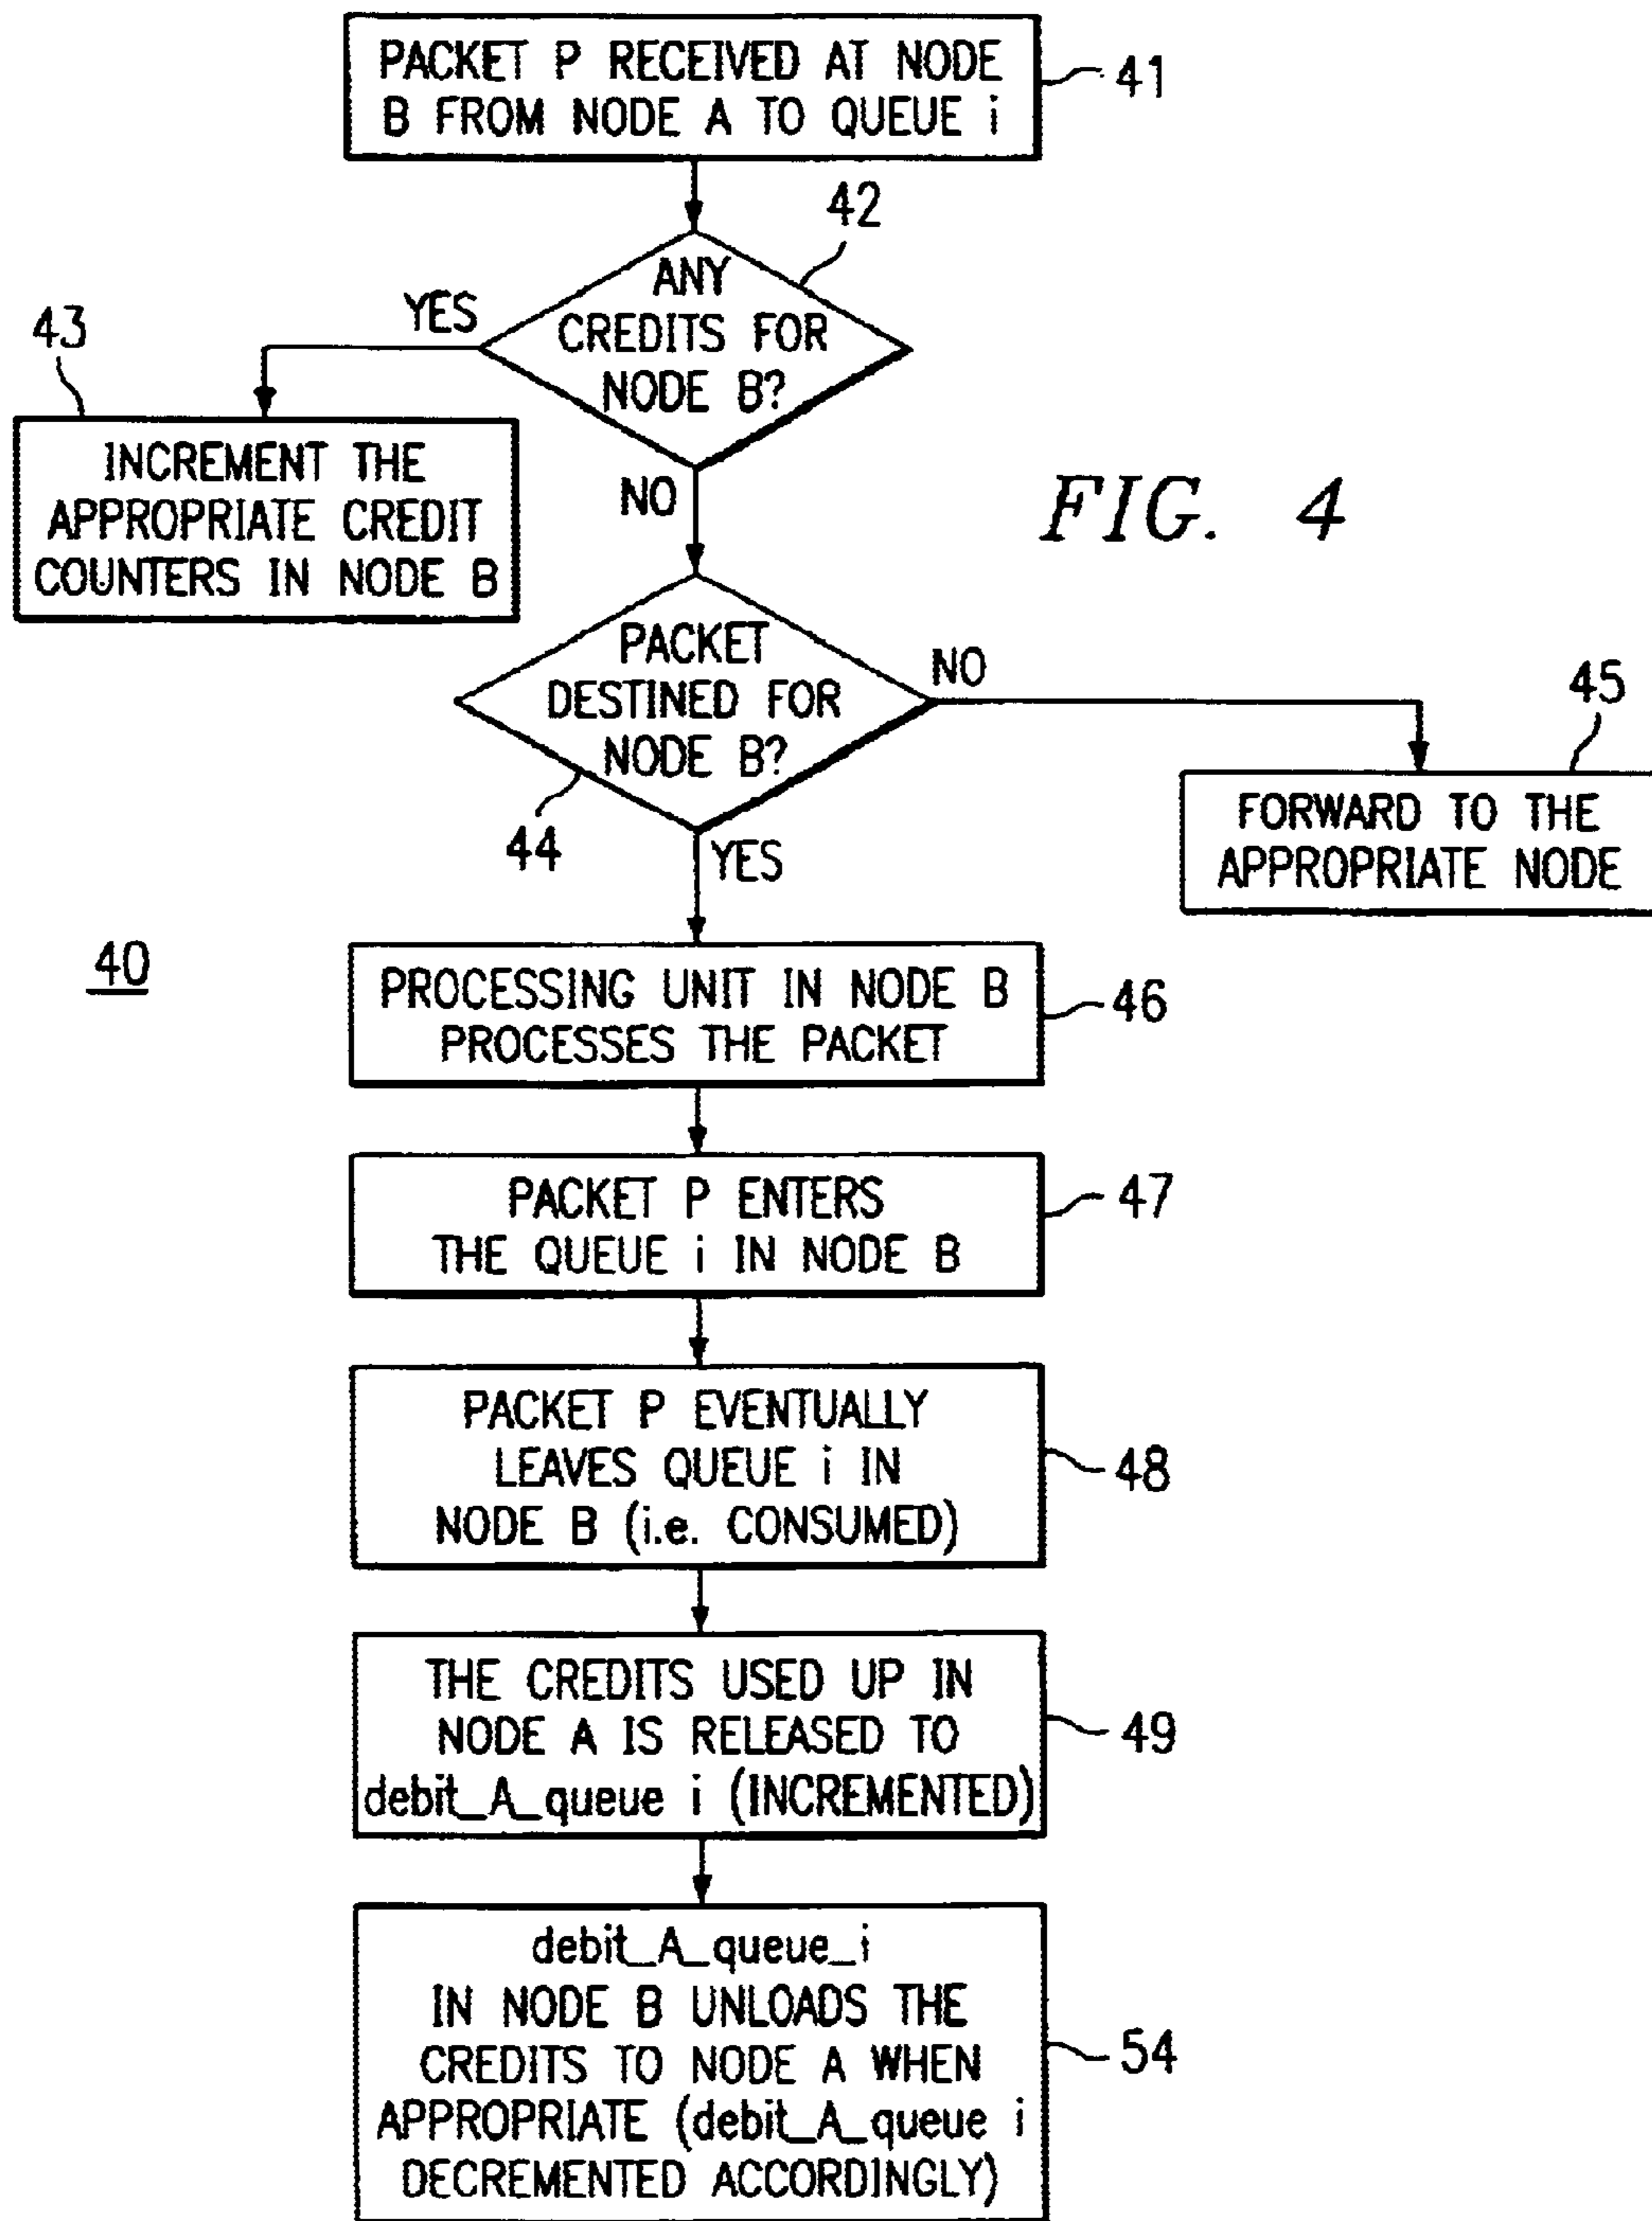 PACKET P RECEIVED AT NODE
B FROM NODE A TO QUEUE i
41
42
ANY
CREDITS FOR
NODE B?
YES
43
INCREMENT THE
APPROPRIATE CREDIT
COUNTERS IN NODE B
NO
FIG. 4
PACKET
DESTINED FOR
NODE B?
NO
45
44
YES
FORWARD TO THE
APPROPRIATE NODE
40
PROCESSING UNIT IN NODE B
PROCESSES THE PACKET
46
PACKET P ENTERS
THE QUEUE i IN NODE B
47
PACKET P EVENTUALLY
LEAVES QUEUE i IN
NODE B (i.e. CONSUMED)
48
THE CREDITS USED UP IN
NODE A IS RELEASED TO
debit_A_queue i (INCREMENTED)
49
debit_A_queue_i
IN NODE B UNLOADS THE
CREDITS TO NODE A WHEN
APPROPRIATE (debit_A_queue i
DECREMENTED ACCORDINGLY)
54